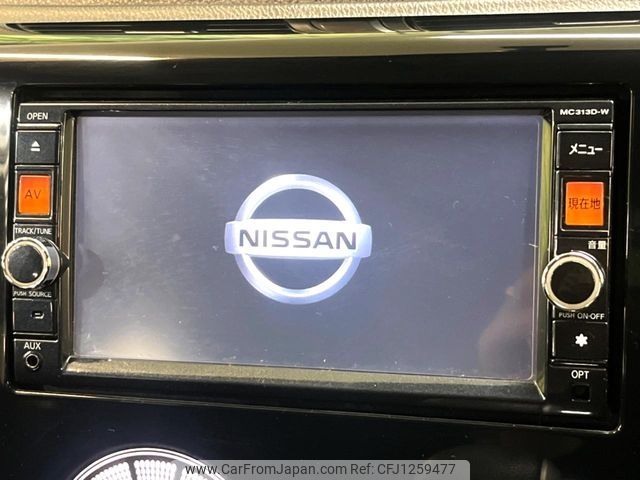 OPEN
MC313D-W
メニュー
AV
現在地
TRACK/TUNE
音量
NISSAN
PUSH SOURCE
PUSH ON-OFF
AUX
OPT
www.CarFromJapan.com - CFJ1259477